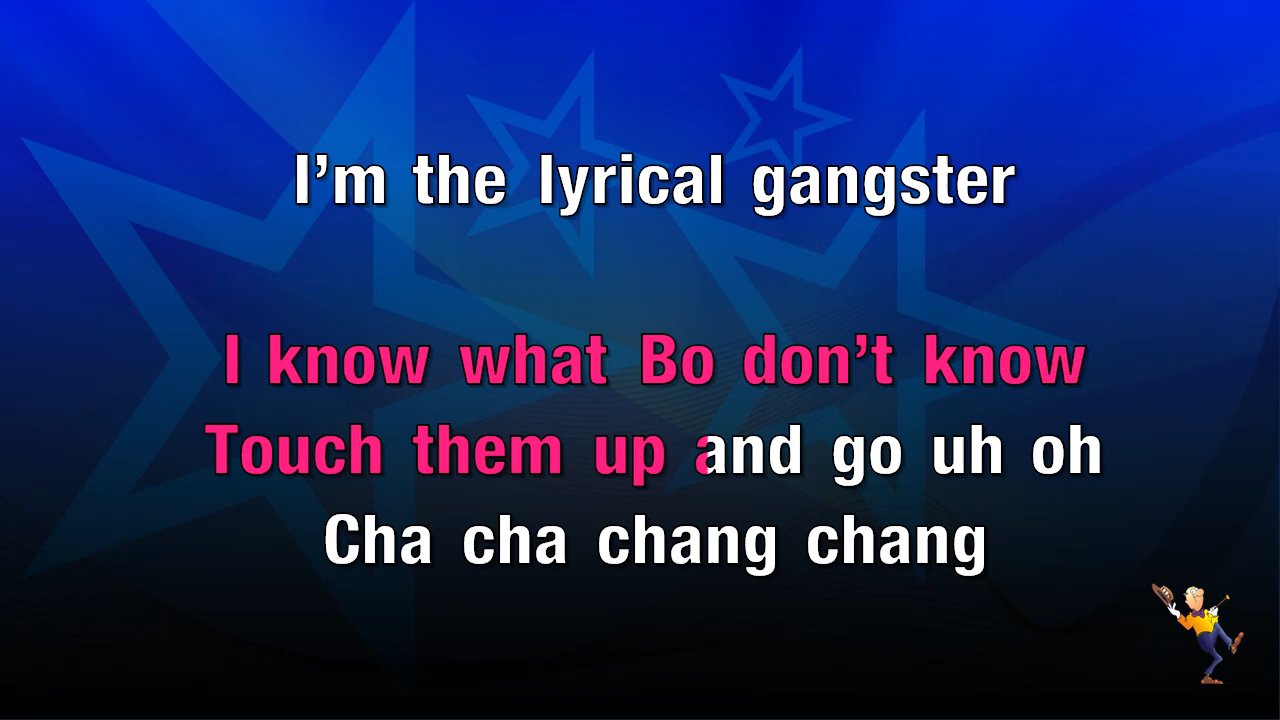 I’m the lyrical gangster
I know what Bo don’t know
Touch them up and go uh oh
Cha cha chang chang